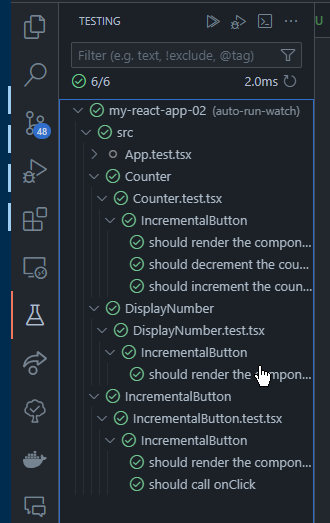 TESTING
Filter (e.g. text, !exclude, @tag)
6/6 2.0ms
my-react-app-02 (auto-run-watch)
src
App.test.tsx
Counter
Counter.test.tsx
48
IncrementalButton
should render the compon...
should decrement the cou...
should increment the coun...
DisplayNumber
DisplayNumber.test.tsx
IncrementalButton
should render the compon...
IncrementalButton
IncrementalButton.test.tsx
IncrementalButton
should render the compon...
should call onClick
U